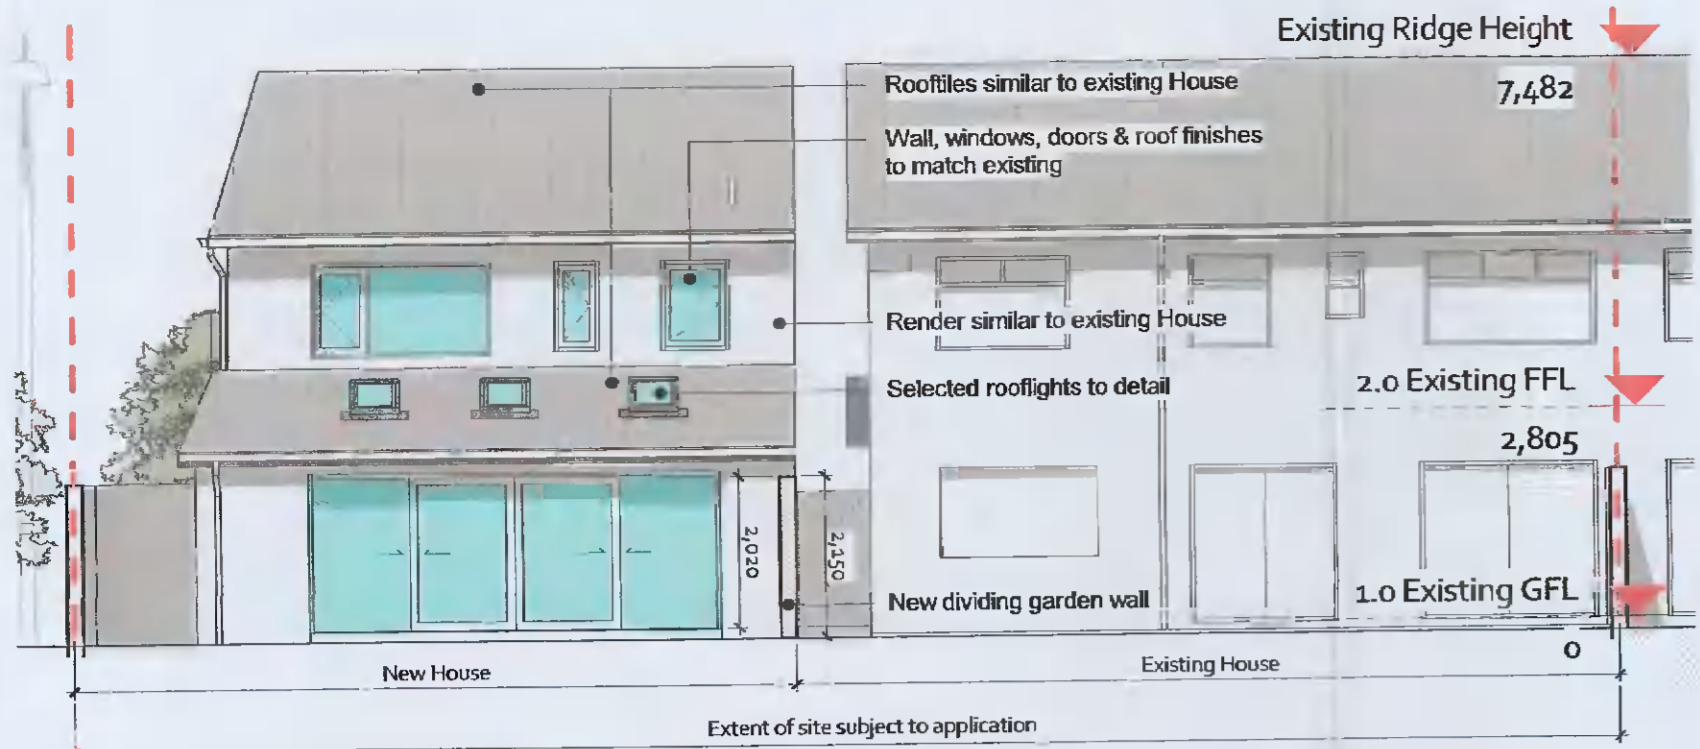 Existing Ridge Height
7,482
Rooftiles similar to existing House
Wall, windows, doors & roof finishes
to match existing
Render similar to existing House
Selected rooflights to detail
2.0 Existing FFL
2,805
2,020
2,150
New dividing garden wall
1.0 Existing GFL
0
New House
Existing House
Extent of site subject to application